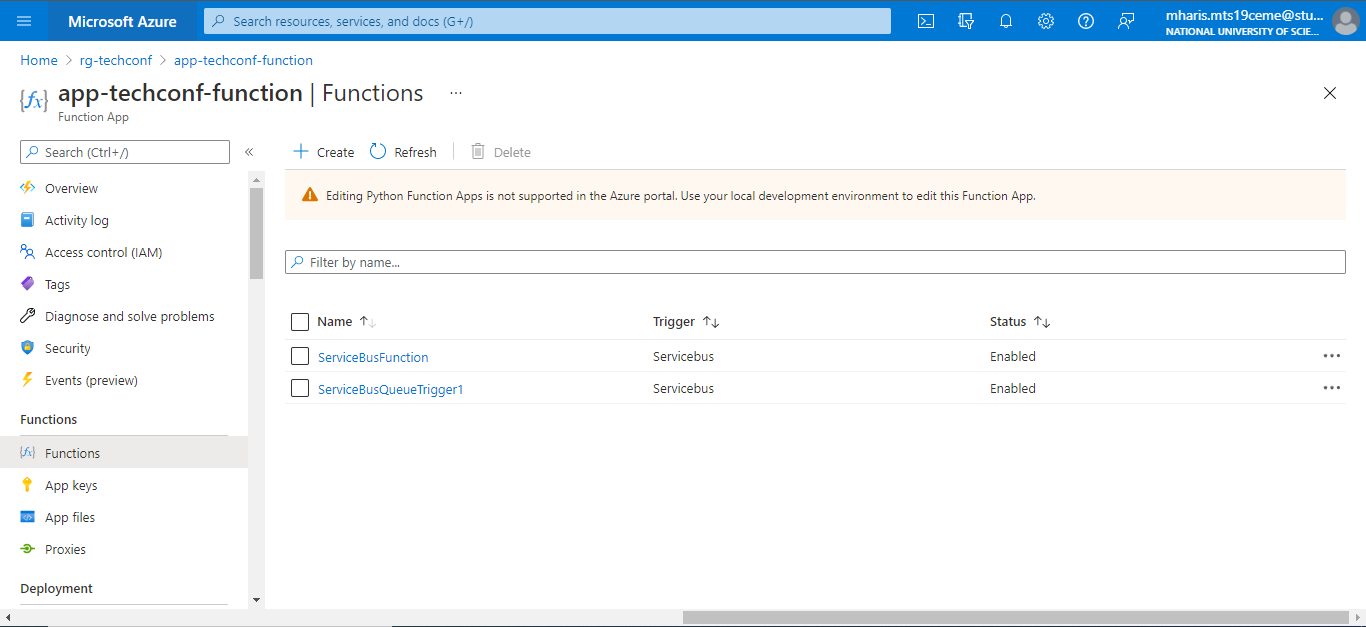 Microsoft Azure
Search resources, services, and docs (G+/)
mharis.mts19ceme@stu...
NATIONAL UNIVERSITY OF SCIE...
Home > rg-techconf > app-techconf-function
{fx} app-techconf-function | Functions ...
Function App
Search (Ctrl+/) «
Overview
Activity log
Access control (IAM)
Tags
Diagnose and solve problems
Security
Events (preview)
Functions
Functions
App keys
App files
Proxies
Deployment
Create Refresh Delete
Editing Python Function Apps is not supported in the Azure portal. Use your local development environment to edit this Function App.
Filter by name...
Name Trigger Status
ServiceBusFunction Servicebus Enabled
ServiceBusQueueTrigger1 Servicebus Enabled